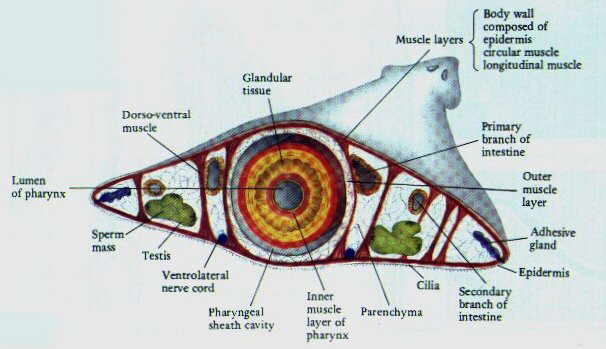 Muscle layers
Body wall
composed of
epidermis
circular muscle
longitudinal muscle
Glandular
tissue
Dorso-ventral
muscle
Primary
branch of
intestine
Lumen
of pharynx
Outer
muscle
layer
Sperm
mass
Testis
Adhesive
gland
Ventrolateral
nerve cord
Epidermis
Cilia
Secondary
branch of
intestine
Pharyngeal
sheath cavity
Inner
muscle
layer of
pharynx
Parenchyma